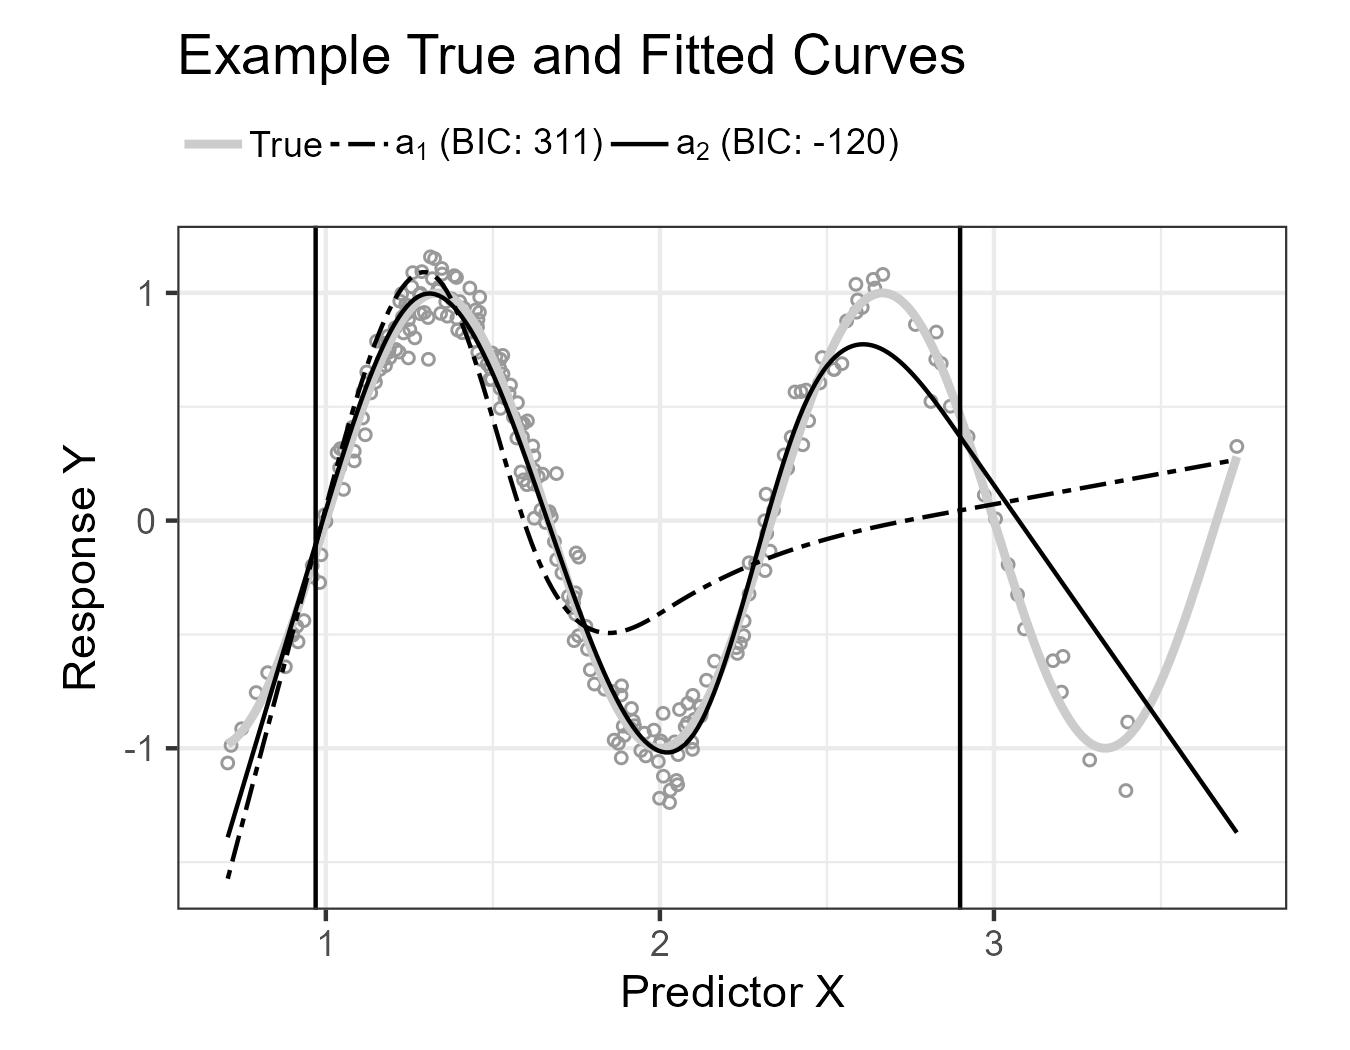 Example True and Fitted Curves
True a₁ (BIC: 311) a₂ (BIC: -120)
Response Y
1
0
-1
1 2 3
Predictor X